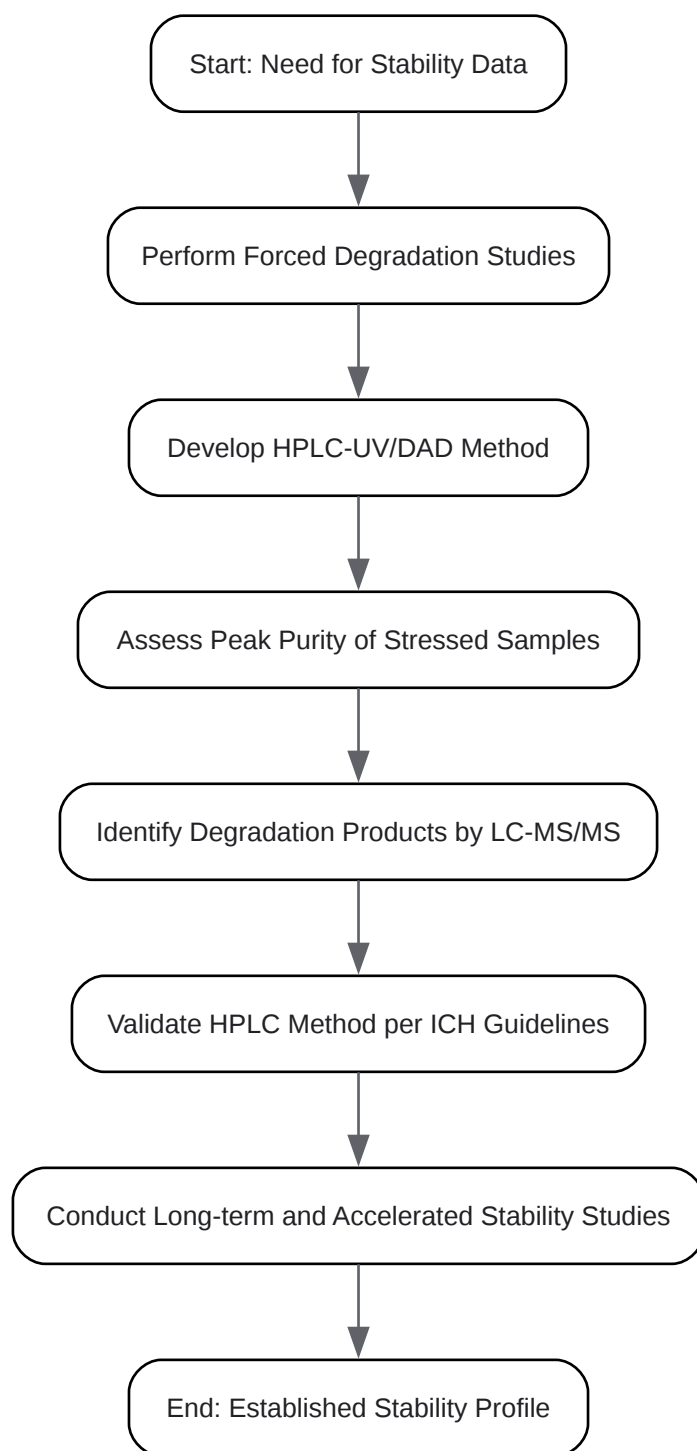 Start: Need for Stability Data
Perform Forced Degradation Studies
Develop HPLC-UV/DAD Method
Assess Peak Purity of Stressed Samples
Identify Degradation Products by LC-MS/MS
Validate HPLC Method per ICH Guidelines
Conduct Long-term and Accelerated Stability Studies
End: Established Stability Profile